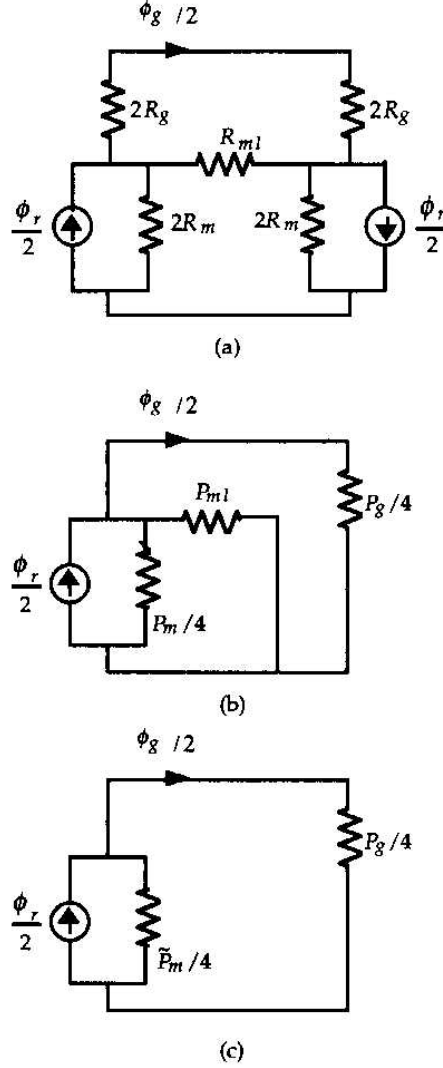 ϕg /2
2Rg
2Rg
Rml
ϕr/2
2Rm
2Rm
ϕr/2
(a)
ϕg /2
Pml
Pg/4
ϕr/2
Pm/4
(b)
ϕg /2
Pg/4
ϕr/2
P̃m/4
(c)